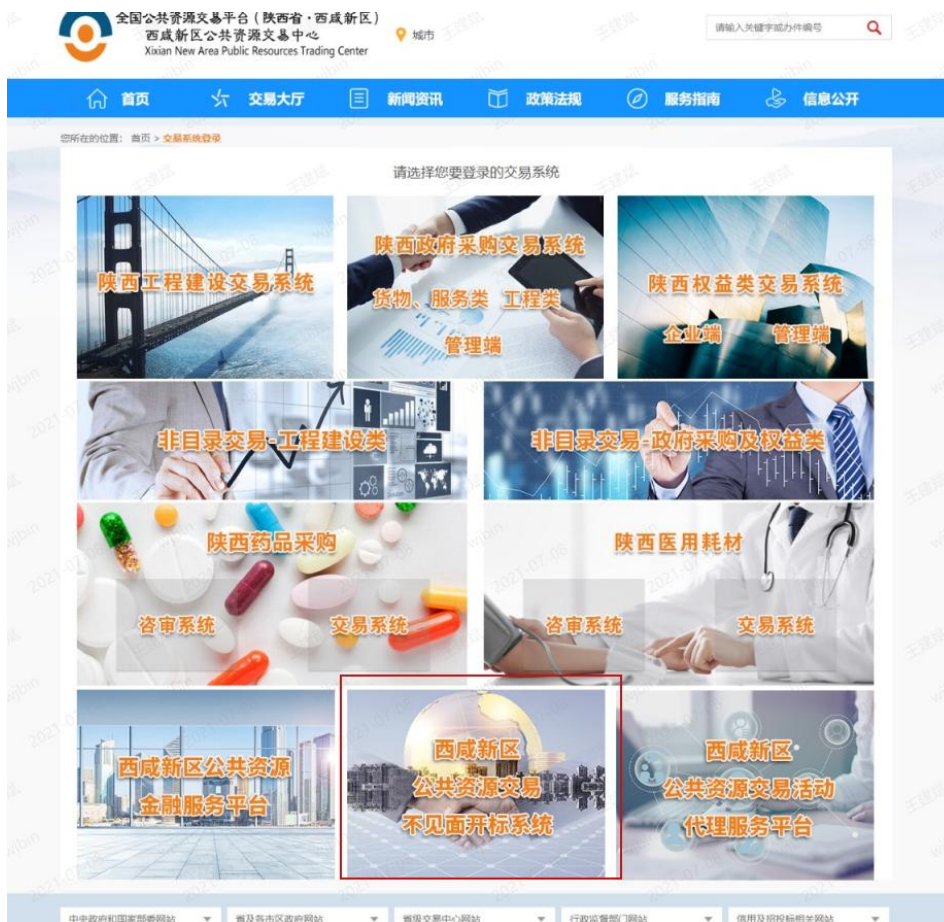 全国公共资源交易平台（陕西省·西咸新区）
西咸新区公共资源交易中心
Xixian New Area Public Resources Trading Center
城市
请输入关键字或办件编号
首页 交易大厅 新闻资讯 政策法规 服务指南 信息公开
您所在的位置： 首页 > 交易系统登录
请选择您要登录的交易系统
陕西工程建设交易系统
陕西政府采购交易系统
货物、服务类 工程类
管理端
陕西权益类交易系统
企业端 管理端
非目录交易-工程建设类
非目录交易-政府采购及权益类
陕西药品采购
咨审系统 交易系统
陕西医用耗材
咨审系统 交易系统
西咸新区公共资源
金融服务平台
西咸新区
公共资源交易
不见面开标系统
西咸新区
公共资源交易活动
代理服务平台
中央政府和国家部委网站 省及各市区政府网站 省级交易中心网站 行政监督部门网站 信用及招投标相关网站